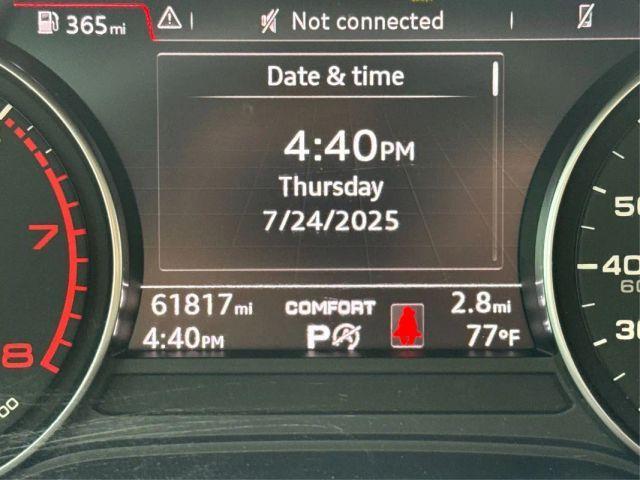 365mi
Not connected
Date & time
4:40PM
Thursday
7/24/2025
61817mi
COMFORT
2.8mi
4:40PM
P
77°F
7
8
50
40
60
30